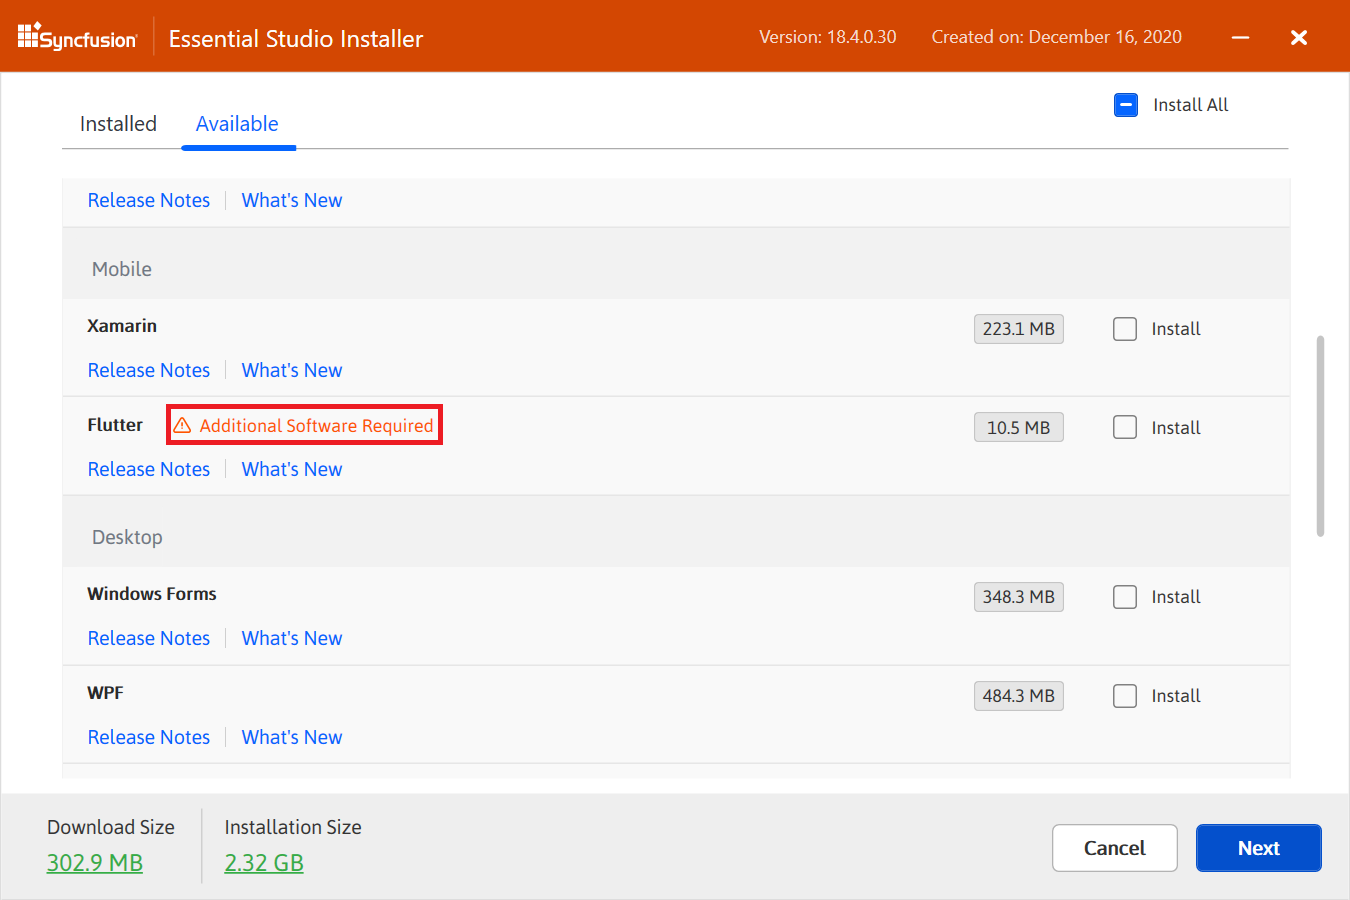 Syncfusion Essential Studio Installer Version: 18.4.0.30 Created on: December 16, 2020
Install All
Installed Available
Release Notes What's New
Mobile
Xamarin 223.1 MB Install
Release Notes What's New
Flutter Additional Software Required 10.5 MB Install
Release Notes What's New
Desktop
Windows Forms 348.3 MB Install
Release Notes What's New
WPF 484.3 MB Install
Release Notes What's New
Download Size Installation Size
302.9 MB 2.32 GB
Cancel Next